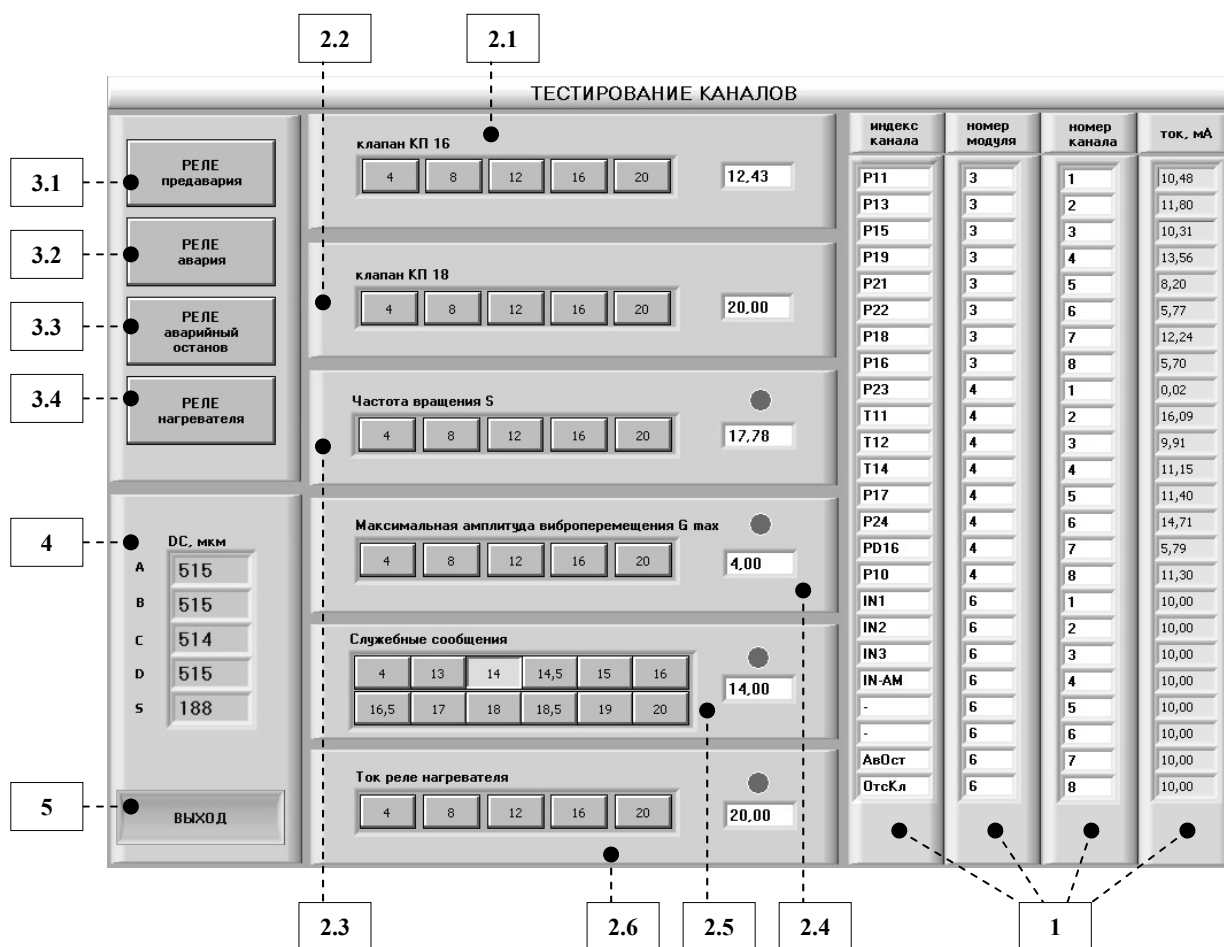 2.2 2.1
ТЕСТИРОВАНИЕ КАНАЛОВ
3.1
РЕЛЕ
предавария
3.2
РЕЛЕ
авария
3.3
РЕЛЕ
аварийный
останов
3.4
РЕЛЕ
нагревателя
4
DC, мкм
A 515
B 515
C 514
D 515
S 188
5
ВЫХОД
клапан КП 16
4 8 12 16 20 12,43
клапан КП 18
4 8 12 16 20 20,00
Частота вращения S
4 8 12 16 20 17,78
Максимальная амплитуда виброперемещения G max
4 8 12 16 20 4,00
Служебные сообщения
4 13 14 14,5 15 16
14,00
16,5 17 18 18,5 19 20
Ток реле нагревателя
4 8 12 16 20 20,00
индекс канала номер модуля номер канала ток, мА
P11 3 1 10,48
P13 3 2 11,80
P15 3 3 10,31
P19 3 4 13,56
P21 3 5 8,20
P22 3 6 5,77
P18 3 7 12,24
P16 3 8 5,70
P23 4 1 0,02
T11 4 2 16,09
T12 4 3 9,91
T14 4 4 11,15
P17 4 5 11,40
P24 4 6 14,71
PD16 4 7 5,79
P10 4 8 11,30
IN1 6 1 10,00
IN2 6 2 10,00
IN3 6 3 10,00
IN-AM 6 4 10,00
- 6 5 10,00
- 6 6 10,00
АвОст 6 7 10,00
ОтсКл 6 8 10,00
2.3 2.6 2.5 2.4 1